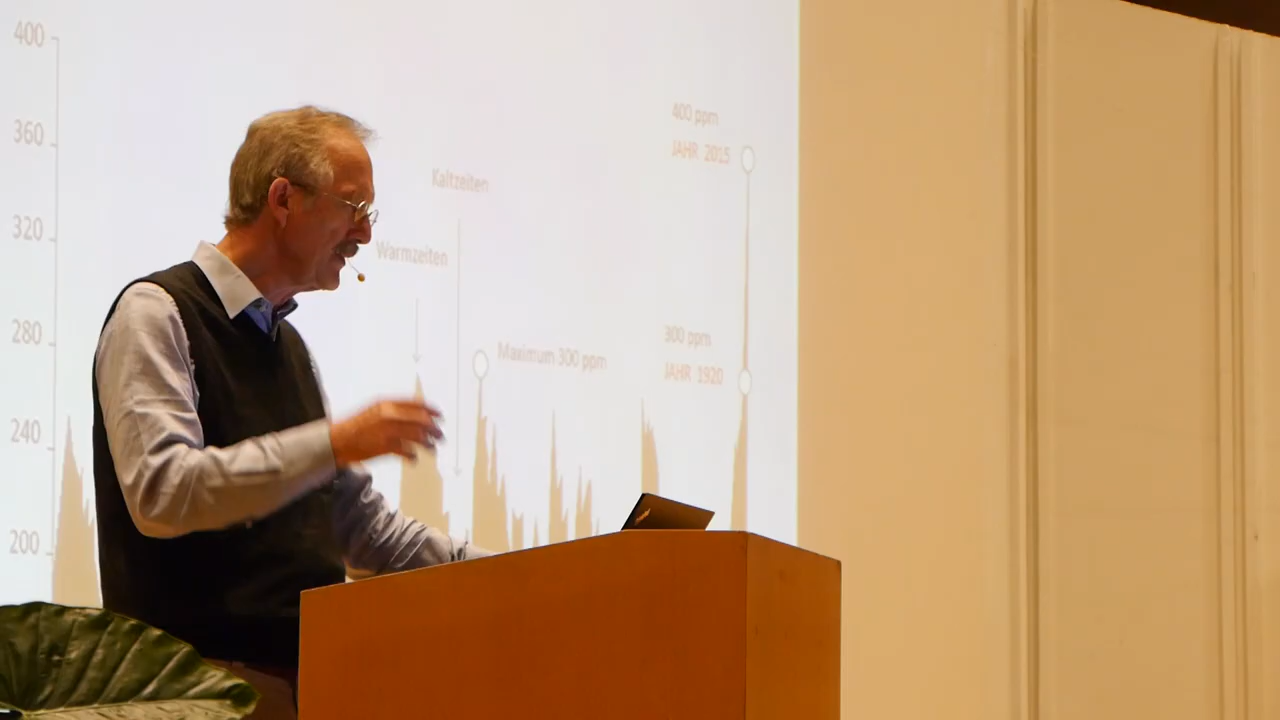 400
360
320
280
240
200
Kaltzeiten
Warmzeiten
Maximum 300 ppm
400 ppm
JAHR 2015
300 ppm
JAHR 1920